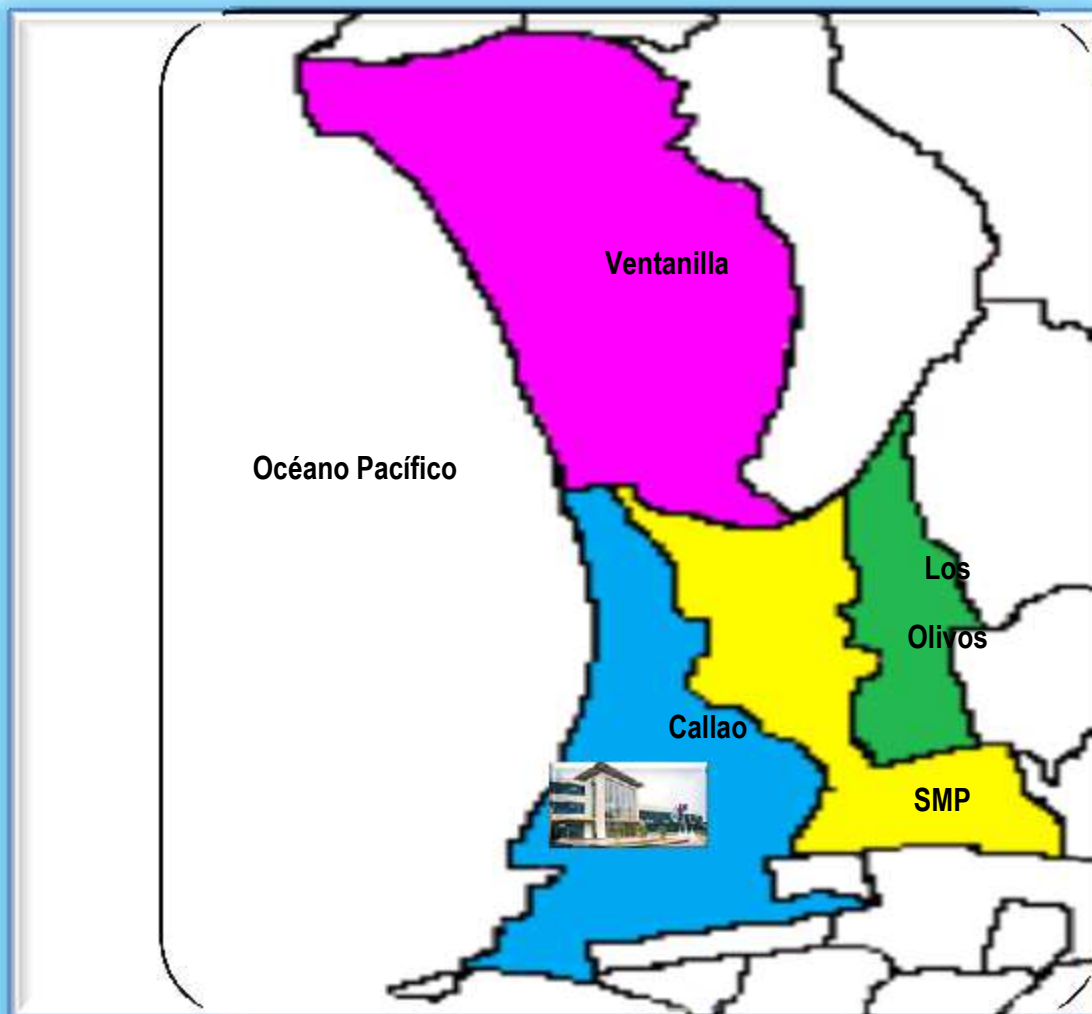 Ventanilla
Océano Pacífico
Los
Olivos
Callao
SMP